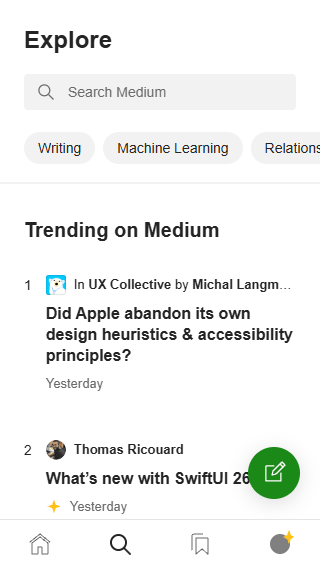 Explore
Search Medium
Writing
Machine Learning
Relations
Trending on Medium
1
In UX Collective by Michal Langm…
Did Apple abandon its own
design heuristics & accessibility
principles?
Yesterday
2
Thomas Ricouard
What’s new with SwiftUI 26
Yesterday